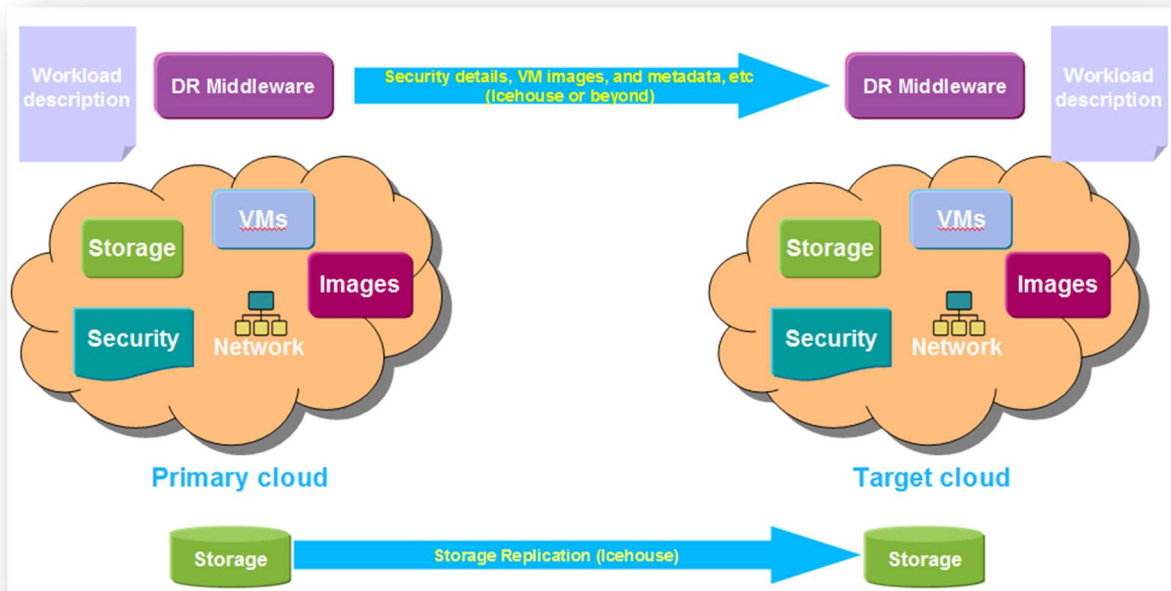 Workload
description
DR Middleware
Security details, VM images, and metadata, etc
(Icehouse or beyond)
DR Middleware
Workload
description
VMs
Storage
Images
Security
Network
VMs
Storage
Images
Security
Network
Primary cloud
Target cloud
Storage
Storage Replication (Icehouse)
Storage